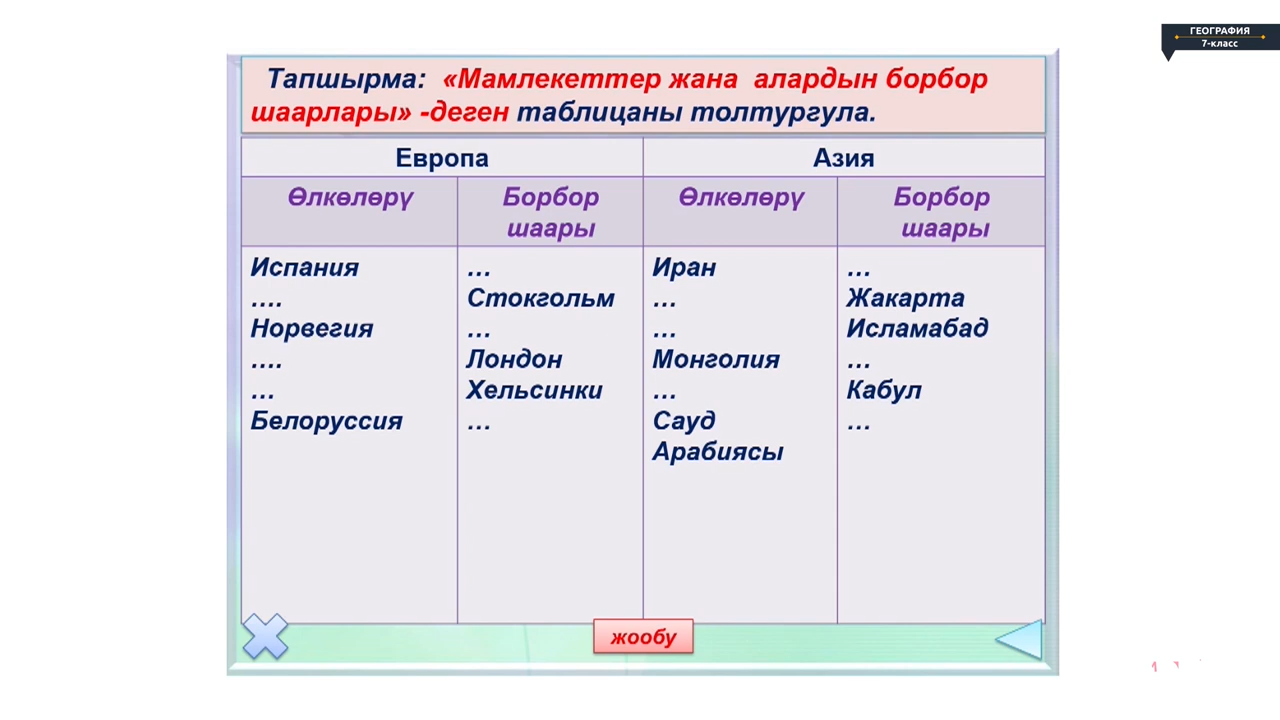 ГЕОГРАФИЯ
7-класс
Тапшырма: «Мамлекеттер жана алардын борбор
шаарлары» -деген таблицаны толтургула.
Европа
Азия
Өлкөлөрү
Борбор
шаары
Өлкөлөрү
Борбор
шаары
Испания
....
Норвегия
....
...
Белоруссия
...
Стокгольм
...
Лондон
Хельсинки
...
Иран
...
...
Монголия
...
Сауд
Арабиясы
...
Жакарта
Исламабад
...
Кабул
...
жообу